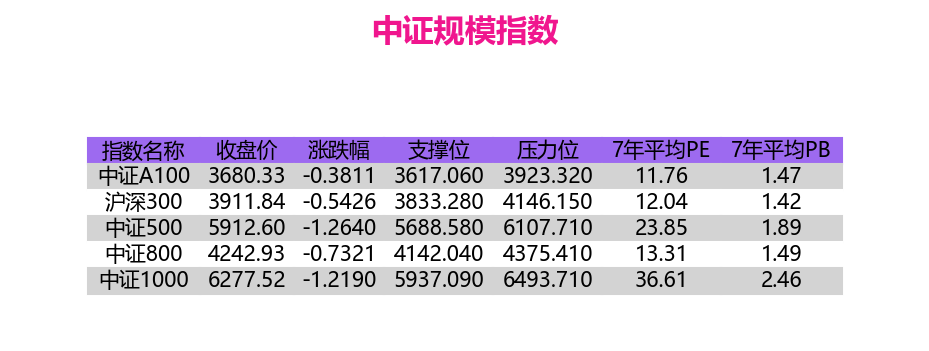 中证规模指数
指数名称 收盘价 涨跌幅 支撑位 压力位 7年平均PE 7年平均PB
中证A100 3680.33 -0.3811 3617.060 3923.320 11.76 1.47
沪深300 3911.84 -0.5426 3833.280 4146.150 12.04 1.42
中证500 5912.60 -1.2640 5688.580 6107.710 23.85 1.89
中证800 4242.93 -0.7321 4142.040 4375.410 13.31 1.49
中证1000 6277.52 -1.2190 5937.090 6493.710 36.61 2.46